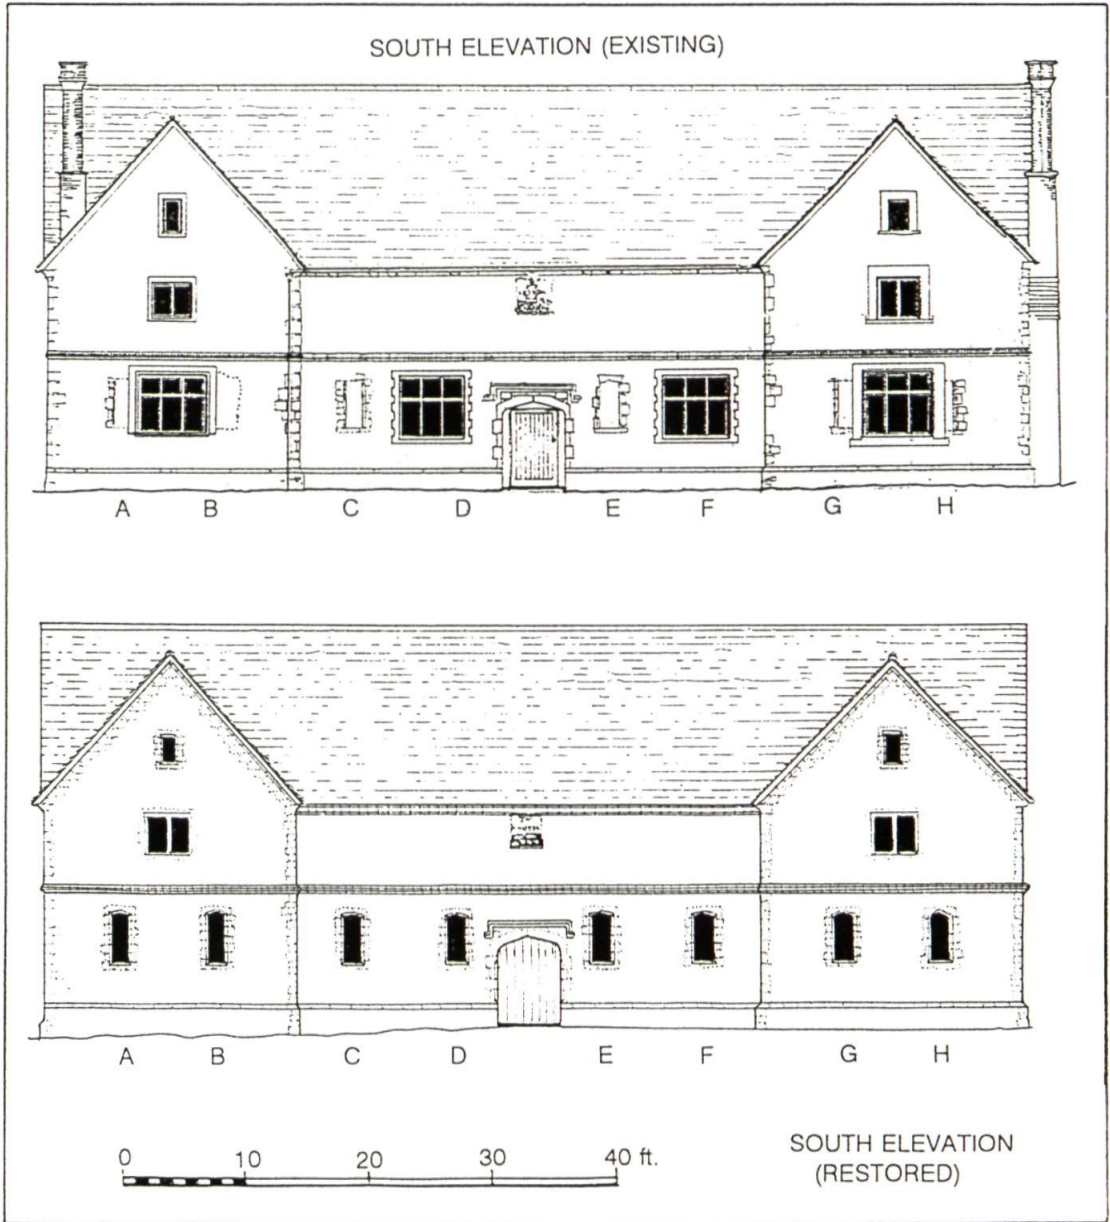 SOUTH ELEVATION (EXISTING)
A B C D E F G H
A B C D E F G H
0 10 20 30 40 ft.
SOUTH ELEVATION
(RESTORED)